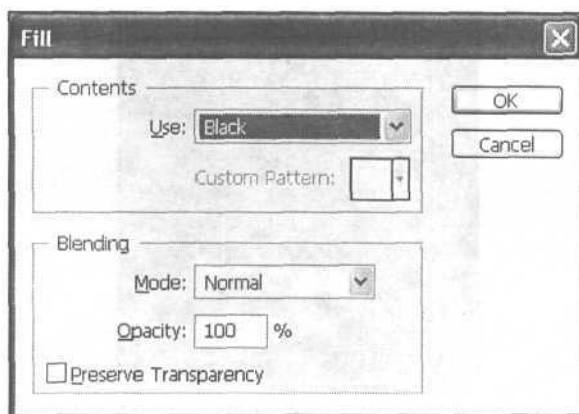 Fill
Contents
Use: Black
Custom Pattern:
OK
Cancel
Blending
Mode: Normal
Opacity: 100 %
Preserve Transparency